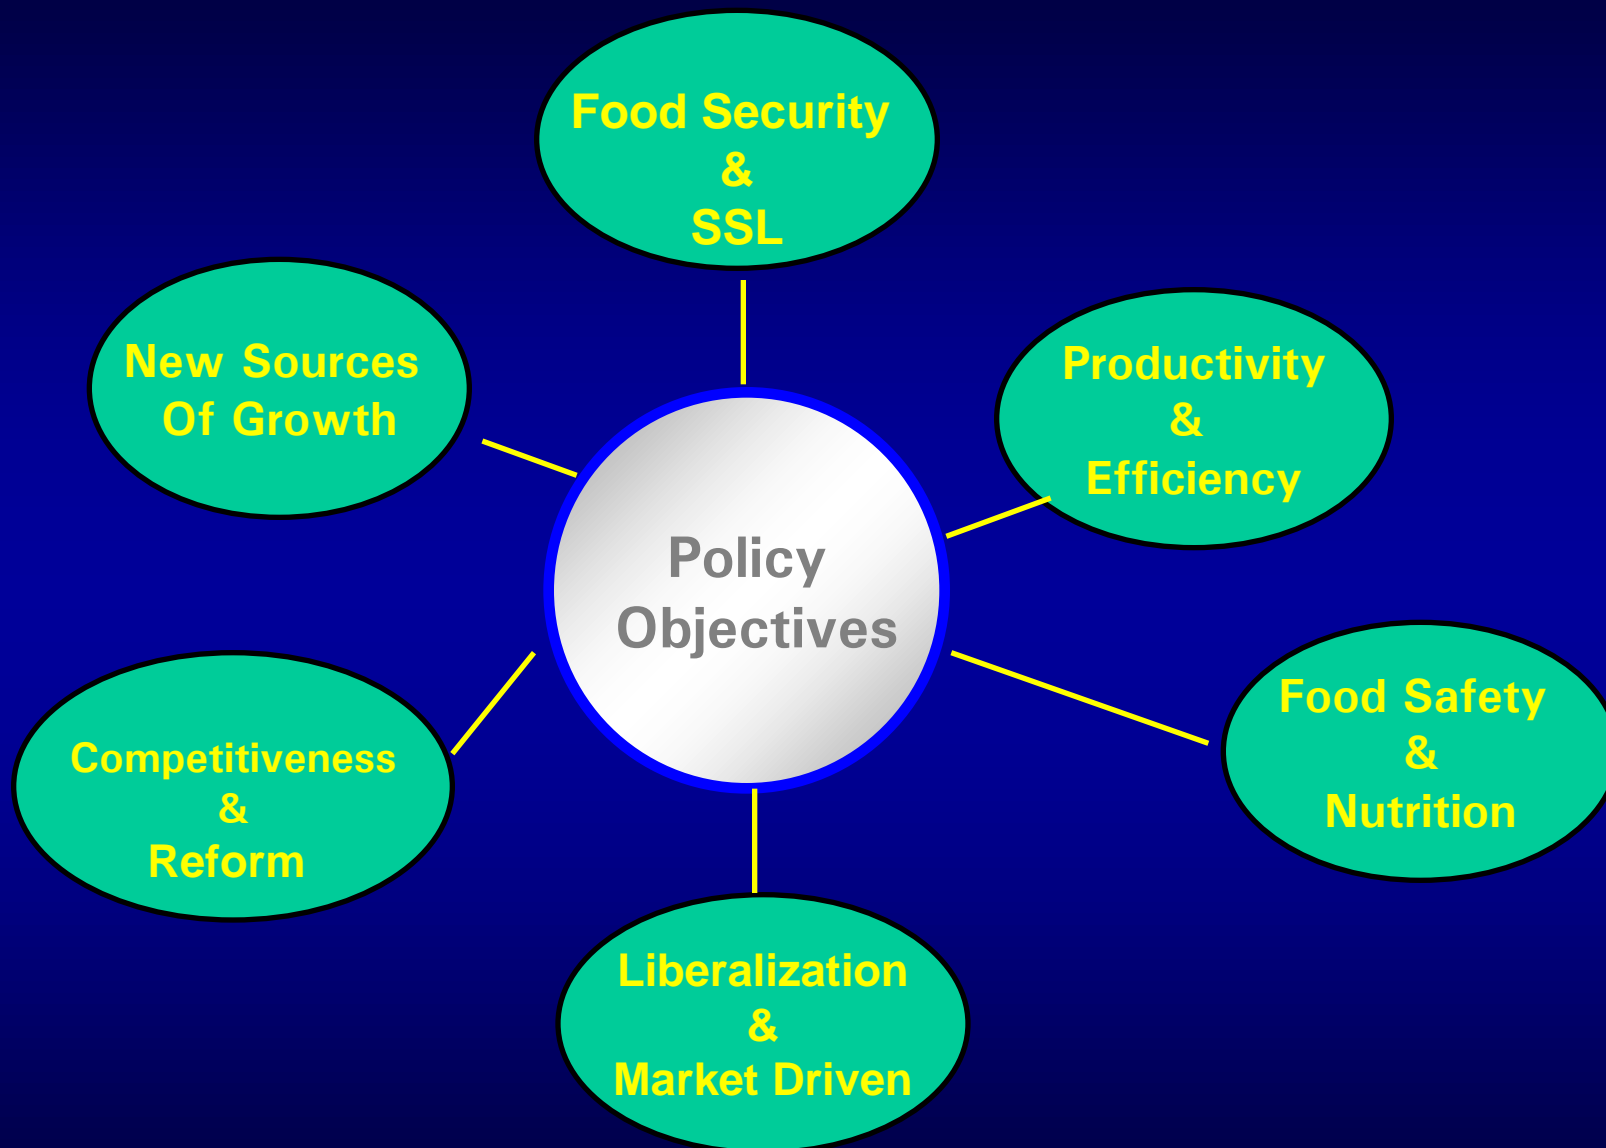 Food Security
&
SSL
New Sources
Of Growth
Productivity
&
Efficiency
Policy
Objectives
Food Safety
&
Nutrition
Competitiveness
&
Reform
Liberalization
&
Market Driven